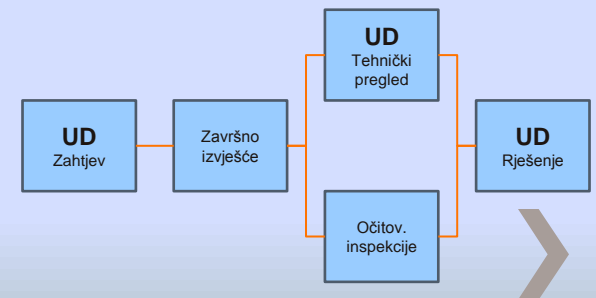 UD
Zahtjev
Završno
izvješće
UD
Tehnički
pregled
Očitov.
inspekcije
UD
Rješenje